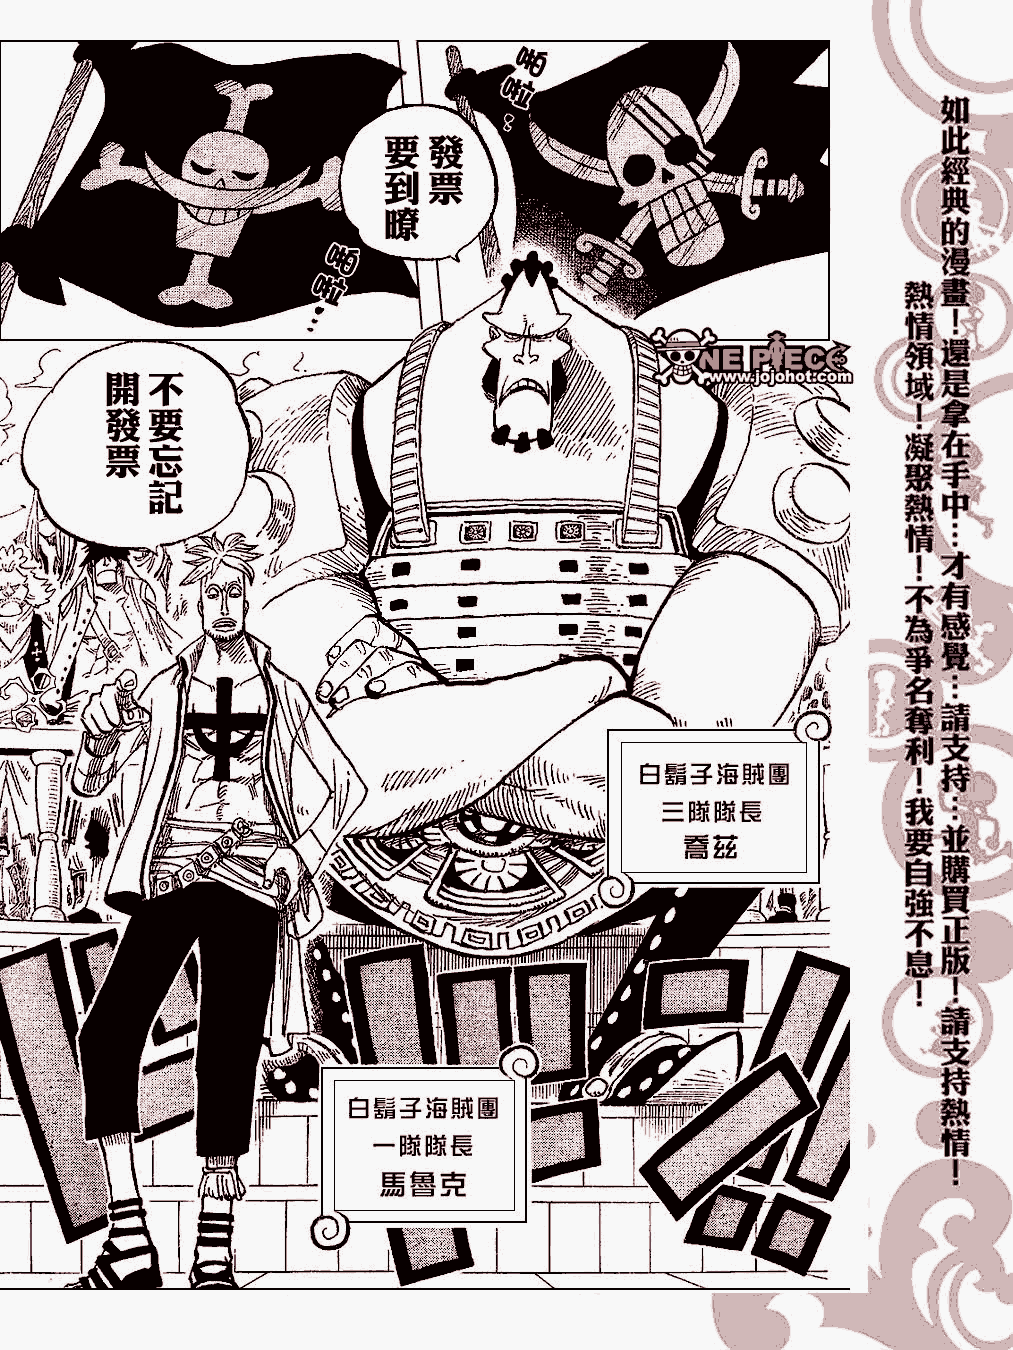 如此經典的漫畫！還是拿在手中…才有感覺…請支持…並購買正版！請支持熱情！
熱情領域！凝聚熱情！不為爭名奪利！我要自強不息！
啪啦！
發票
要到瞭
啪啦…
ONE PIECE
www.jojohot.com
不要忘記
開發票
白鬍子海賊團
三隊隊長
喬茲
白鬍子海賊團
一隊隊長
馬魯克